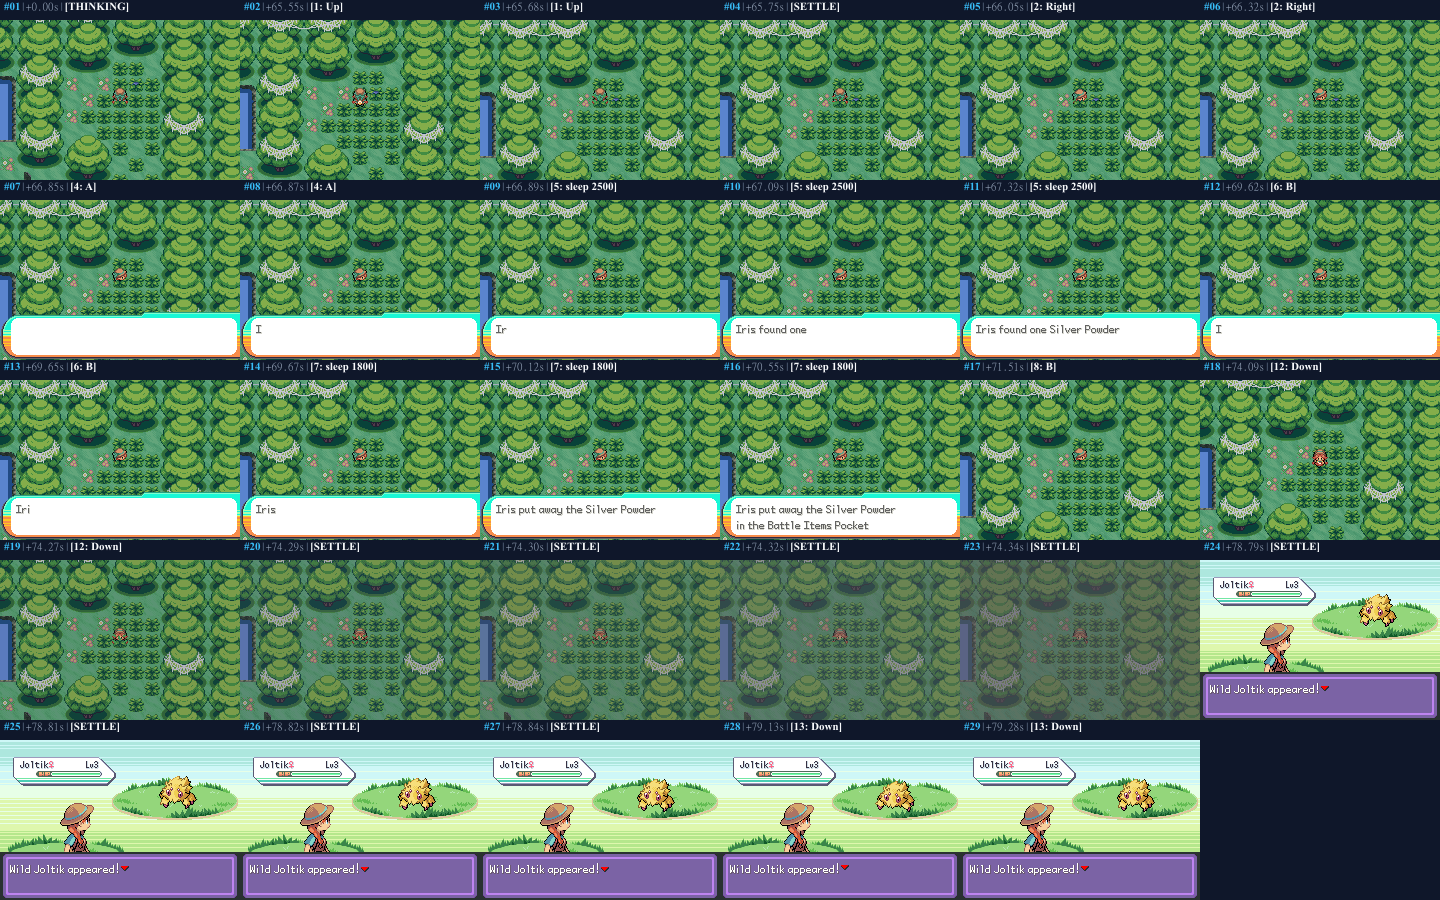 #01 | +0.00s | [THINKING]
#02 | +65.55s | [1: Up]
#03 | +65.68s | [1: Up]
#04 | +65.75s | [SETTLE]
#05 | +66.05s | [2: Right]
#06 | +66.32s | [2: Right]
#07 | +66.85s | [4: A]
#08 | +66.87s | [4: A]
#09 | +66.89s | [5: sleep 2500]
#10 | +67.09s | [5: sleep 2500]
#11 | +67.32s | [5: sleep 2500]
#12 | +69.62s | [6: B]
I
Ir
Iris found one
Iris found one Silver Powder
I
#13 | +69.65s | [6: B]
#14 | +69.67s | [7: sleep 1800]
#15 | +70.12s | [7: sleep 1800]
#16 | +70.55s | [7: sleep 1800]
#17 | +71.51s | [8: B]
#18 | +74.09s | [12: Down]
Iri
Iris
Iris put away the Silver Powder
Iris put away the Silver Powder
in the Battle Items Pocket
#19 | +74.27s | [12: Down]
#20 | +74.29s | [SETTLE]
#21 | +74.30s | [SETTLE]
#22 | +74.32s | [SETTLE]
#23 | +74.34s | [SETTLE]
#24 | +78.79s | [SETTLE]
Joltik♀ Lv3
Wild Joltik appeared!
#25 | +78.81s | [SETTLE]
#26 | +78.82s | [SETTLE]
#27 | +78.84s | [SETTLE]
#28 | +79.13s | [13: Down]
#29 | +79.28s | [13: Down]
Joltik♀ Lv3
Joltik♀ Lv3
Joltik♀ Lv3
Joltik♀ Lv3
Joltik♀ Lv3
Wild Joltik appeared!
Wild Joltik appeared!
Wild Joltik appeared!
Wild Joltik appeared!
Wild Joltik appeared!